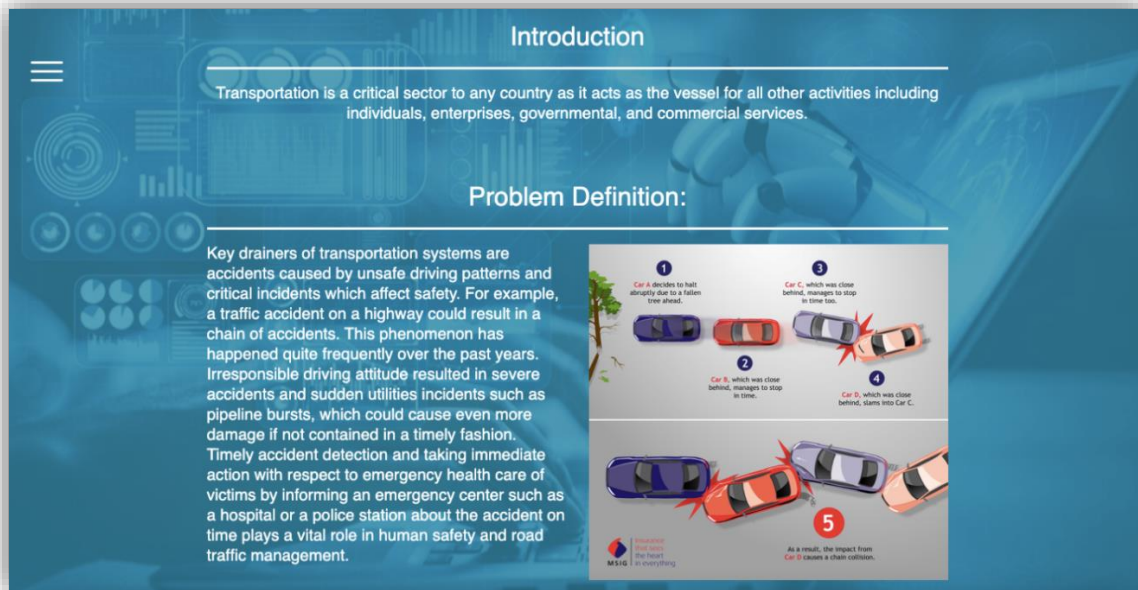 Introduction
Transportation is a critical sector to any country as it acts as the vessel for all other activities including
individuals, enterprises, governmental, and commercial services.
Problem Definition:
Key drainers of transportation systems are
accidents caused by unsafe driving patterns and
critical incidents which affect safety. For example,
a traffic accident on a highway could result in a
chain of accidents. This phenomenon has
happened quite frequently over the past years.
Irresponsible driving attitude resulted in severe
accidents and sudden utilities incidents such as
pipeline bursts, which could cause even more
damage if not contained in a timely fashion.
Timely accident detection and taking immediate
action with respect to emergency health care of
victims by informing an emergency center such as
a hospital or a police station about the accident on
time plays a vital role in human safety and road
traffic management.
1
Car A decides to halt
abruptly due to a fallen
tree ahead.
2
Car B, which was close
behind, manages to stop
in time.
3
Car C, which was close
behind, manages to stop
in time too.
4
Car D, which was close
behind, slams into Car C.
5
As a result, the impact from
Car D causes a chain collision.
MSIG
Insurance
that sees
the heart
in everything